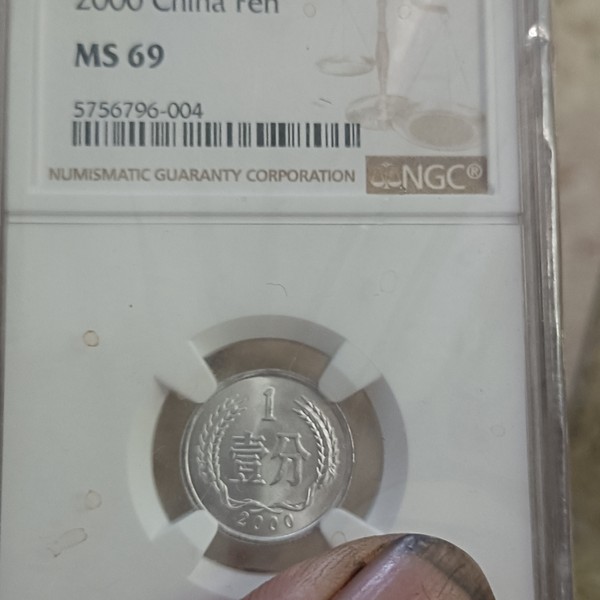 2000 China Fen
MS 69
5756796-004
NUMISMATIC GUARANTY CORPORATION
NGC®
1
壹分
2000